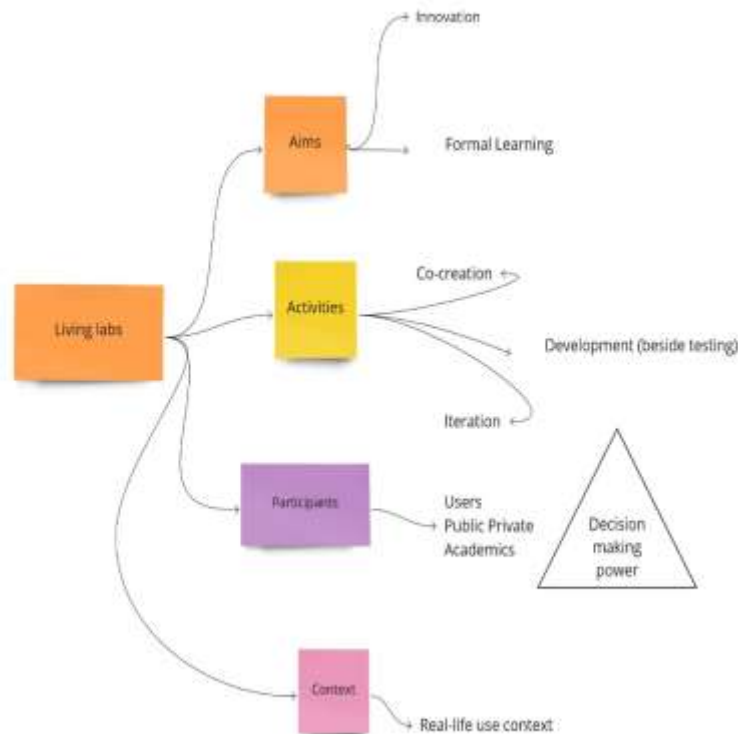 Innovation
Aims
Formal Learning
Living labs
Activities
Co-creation
Development (beside testing)
Iteration
Participants
Users
Public Private
Academics
Decision
making
power
Context
Real-life use context